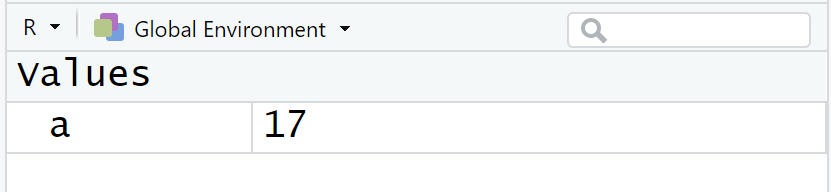 R Global Environment
Values
a 17